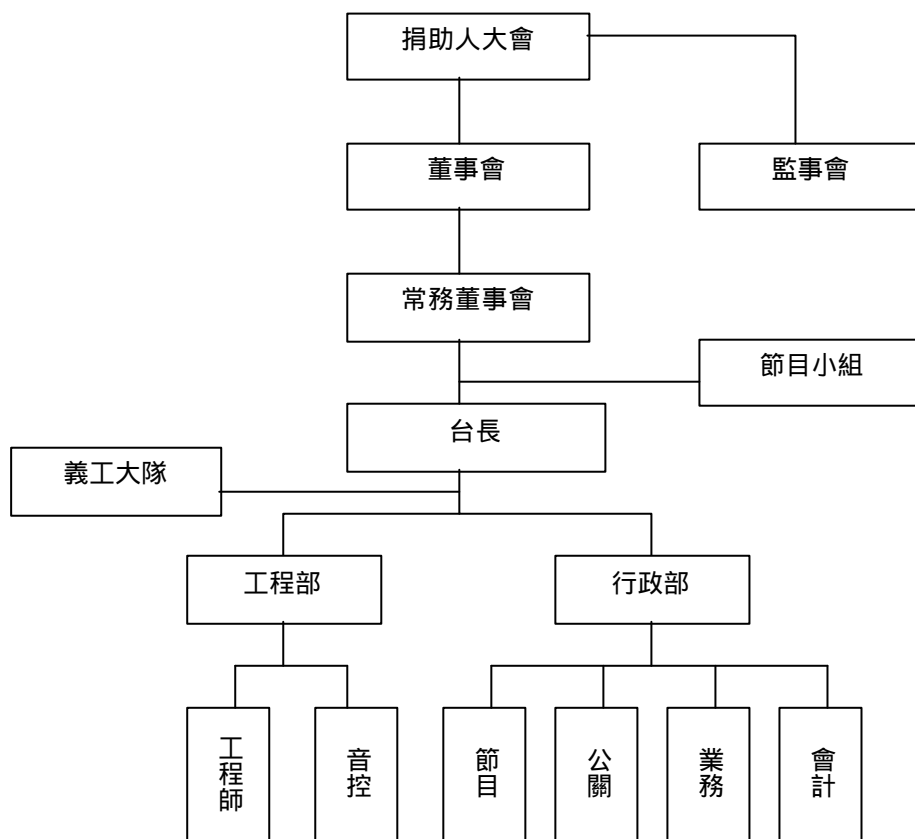 捐助人大會
董事會
監事會
常務董事會
節目小組
台長
義工大隊
工程部
行政部
工程師
音控
節目
公關
業務
會計